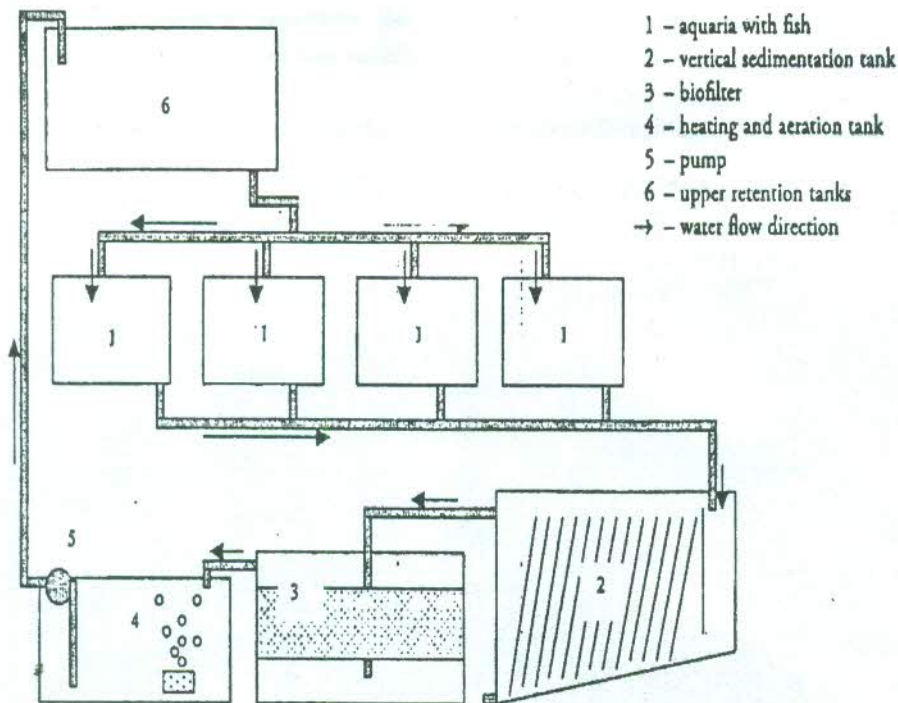 1 – aquaria with fish
2 – vertical sedimentation tank
3 – biofilter
4 – heating and aeration tank
5 – pump
6 – upper retention tanks
→ – water flow direction
6
1 1 1 1
5
4
3
2